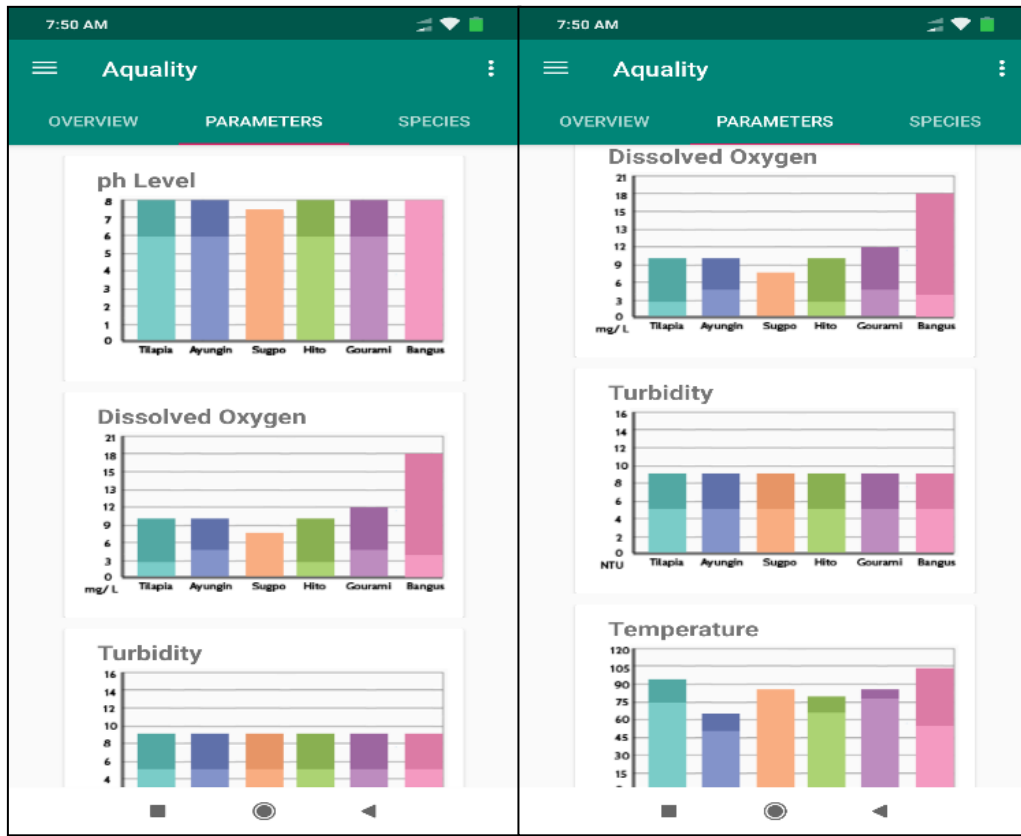 7:50 AM
Aquality
OVERVIEW PARAMETERS SPECIES
ph Level
8
7
6
5
4
3
2
1
0
Tilapia Ayungin Sugpo Hito Gourami Bangus
Dissolved Oxygen
21
18
15
13
12
9
6
3
0
mg/ L
Tilapia Ayungin Sugpo Hito Gourami Bangus
Turbidity
16
14
12
10
8
6
4
7:50 AM
Aquality
OVERVIEW PARAMETERS SPECIES
Dissolved Oxygen
21
18
15
13
12
9
6
3
0
mg/ L
Tilapia Ayungin Sugpo Hito Gourami Bangus
Turbidity
16
14
12
10
8
6
4
2
0
NTU
Tilapia Ayungin Sugpo Hito Gourami Bangus
Temperature
120
105
90
75
60
45
30
15